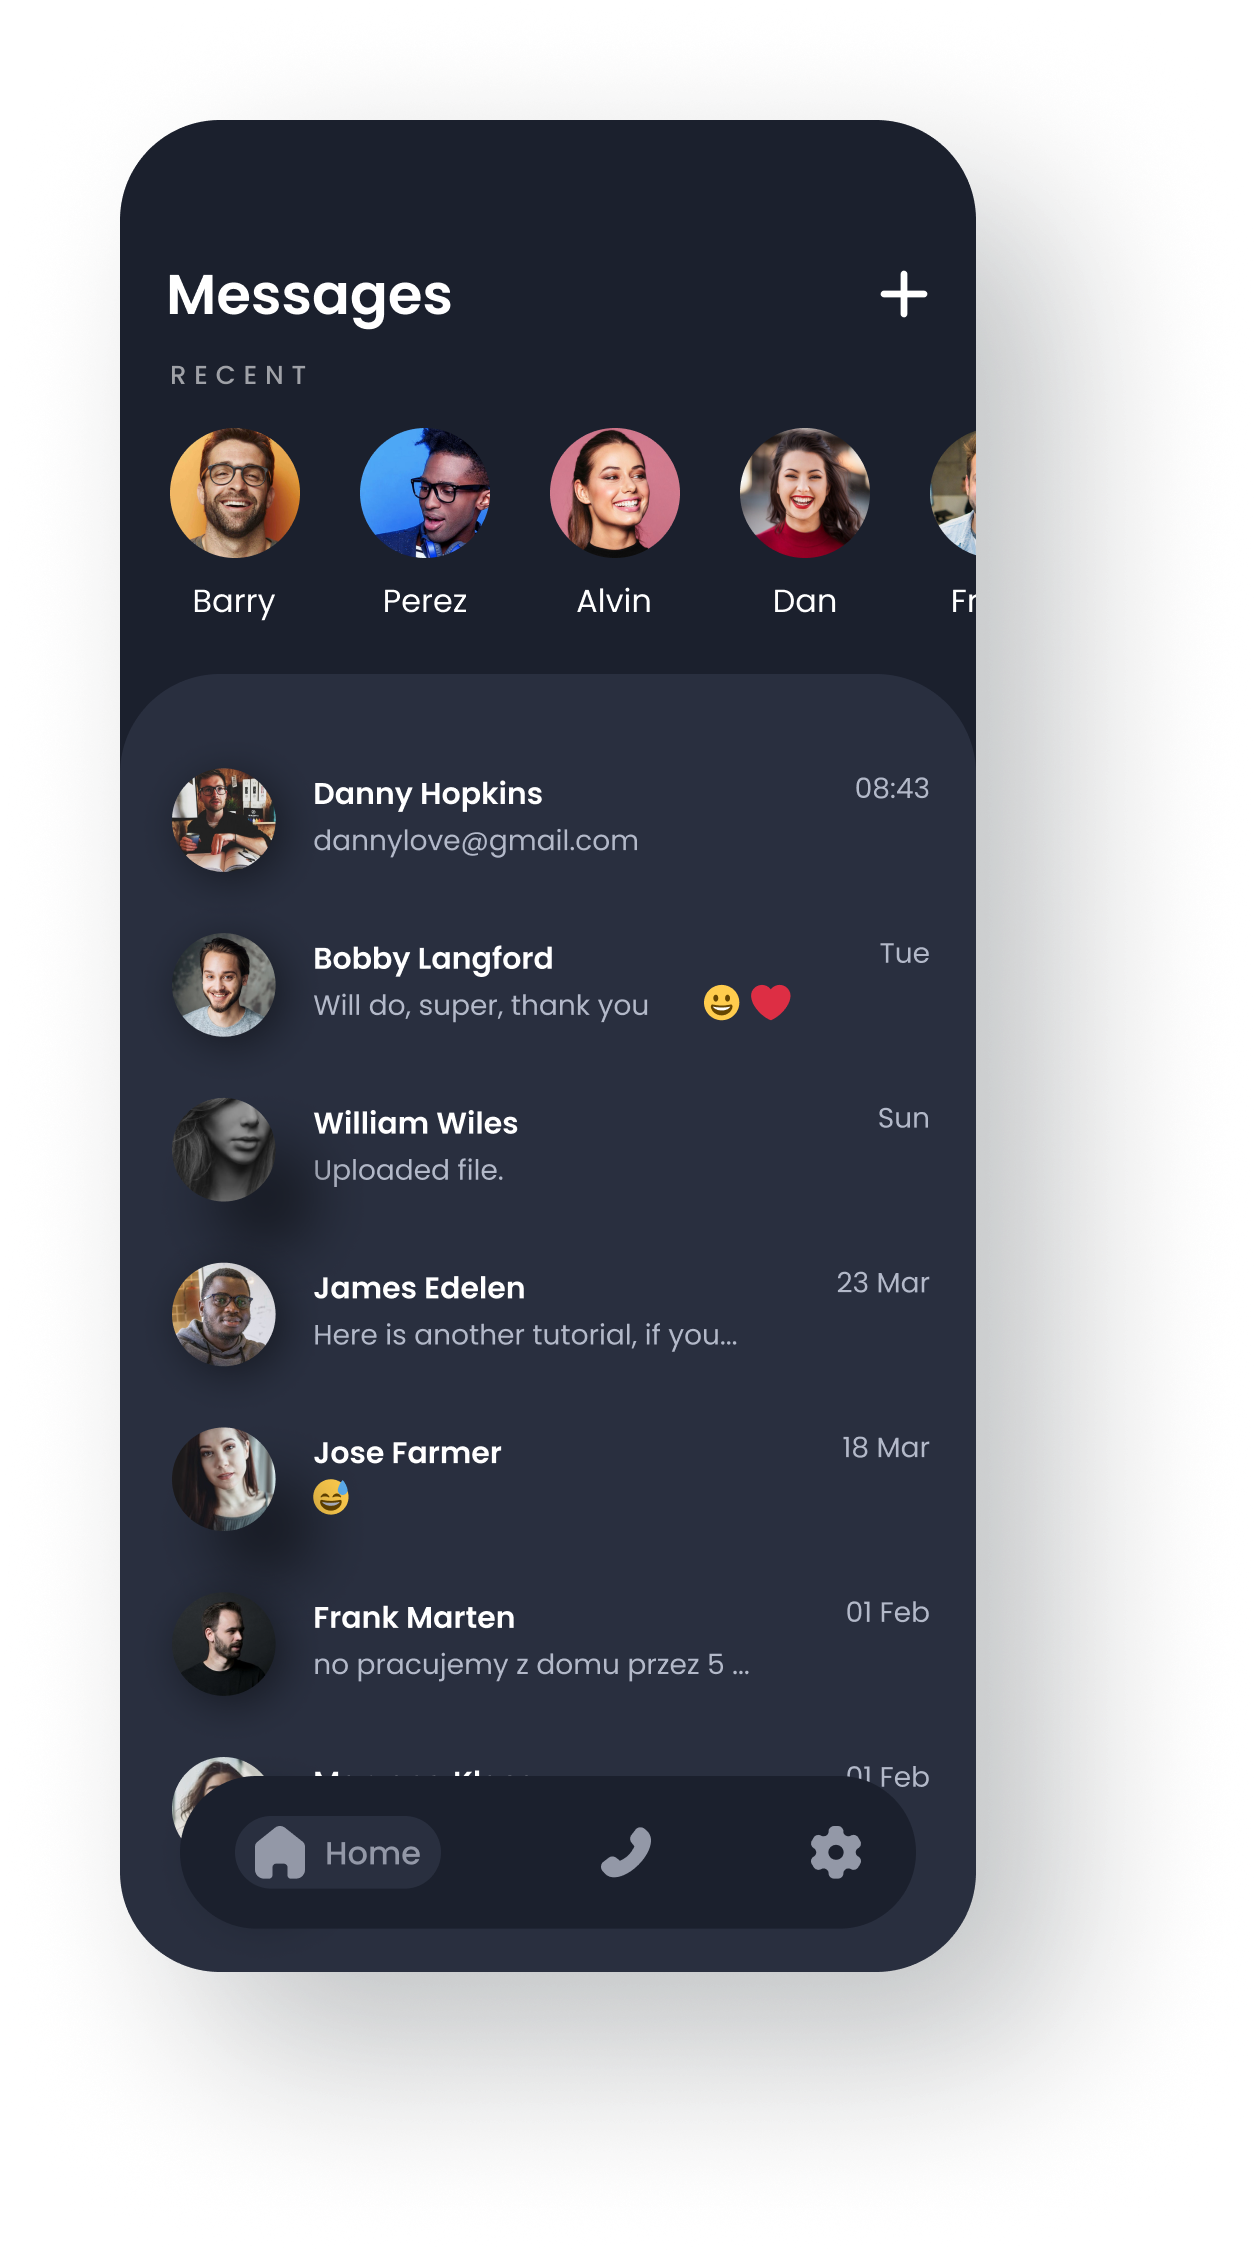 Messages
RECENT
Barry Perez Alvin Dan Fr
Danny Hopkins 08:43
dannylove@gmail.com
Bobby Langford Tue
Will do, super, thank you 😀 ❤️
William Wiles Sun
Uploaded file.
James Edelen 23 Mar
Here is another tutorial, if you...
Jose Farmer 18 Mar
😅
Frank Marten 01 Feb
no pracujemy z domu przez 5 ...
01 Feb
Home